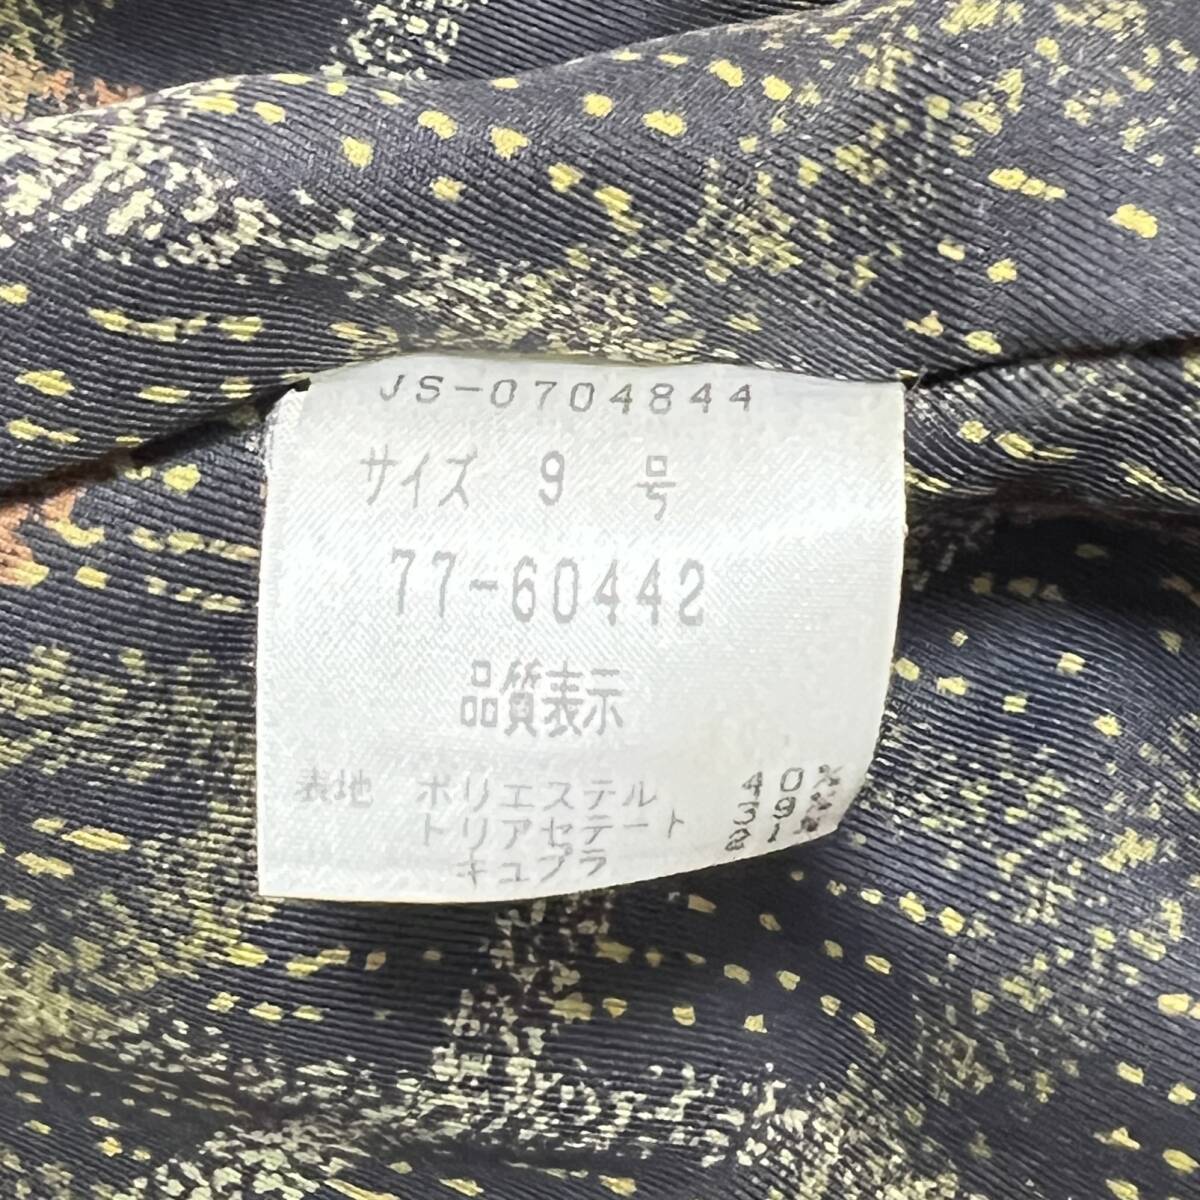 JS-0704844
サイズ 9 号
77-60442
品質表示
表地 ポリエステル 40%
トリアセテート 39%
キュプラ 21%